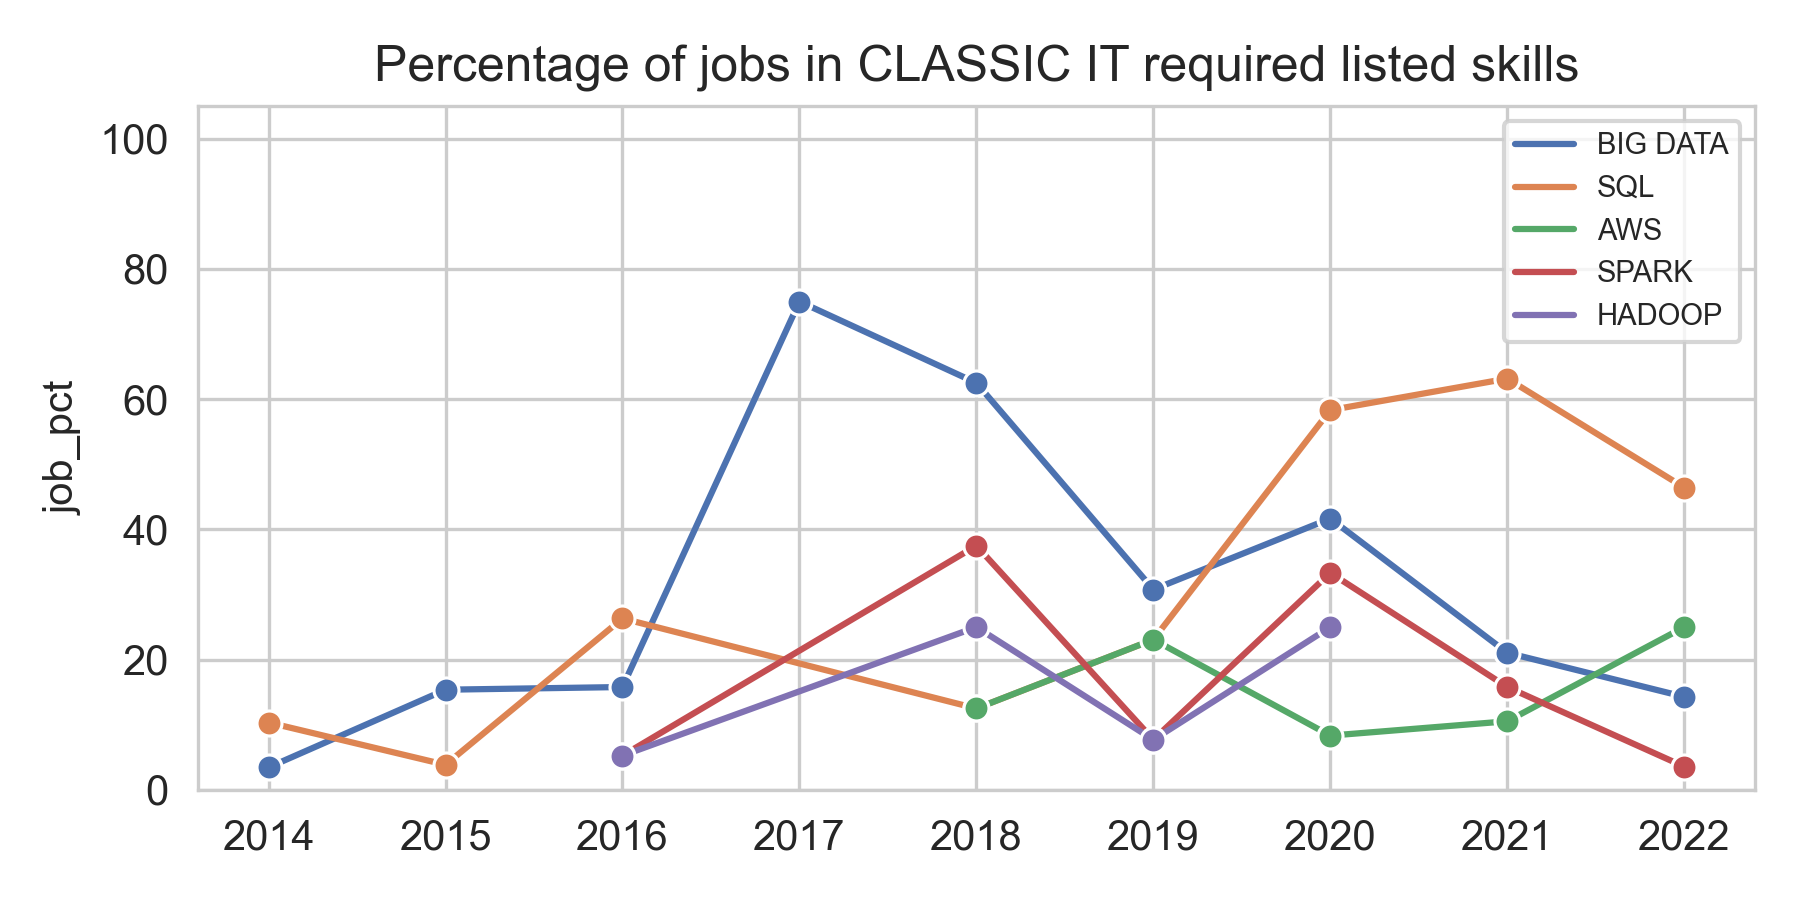 Percentage of jobs in CLASSIC IT required listed skills
100
80
60
40
20
0
job_pct
BIG DATA
SQL
AWS
SPARK
HADOOP
2014 2015 2016 2017 2018 2019 2020 2021 2022